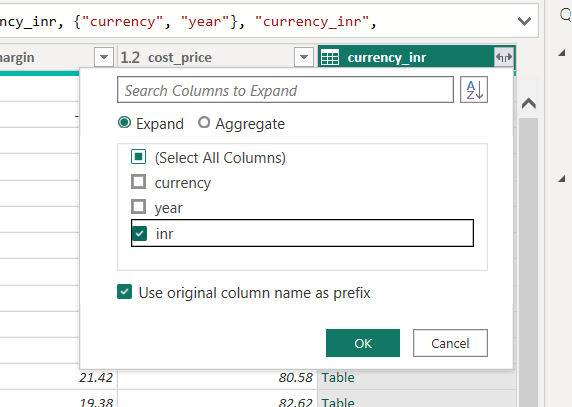 ncy_inr, {"currency", "year"}, "currency_inr",
margin
1.2 cost_price
currency_inr
Search Columns to Expand
A
Z
Expand
Aggregate
(Select All Columns)
currency
year
inr
Use original column name as prefix
OK
Cancel
21.42 80.58 Table
19.38 82.62 Table